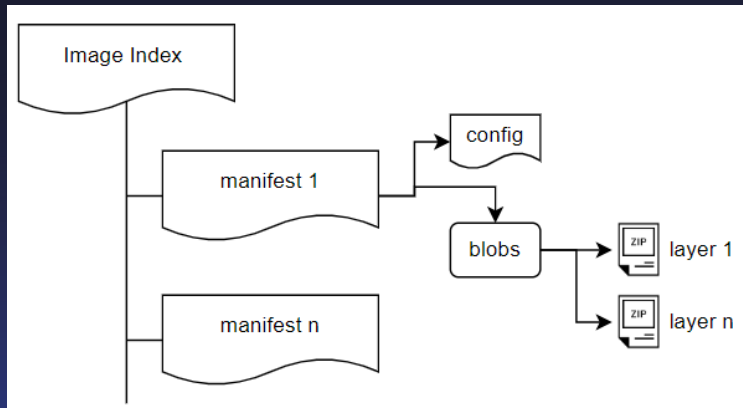 Image Index
config
manifest 1
blobs
ZIP
layer 1
manifest n
ZIP
layer n